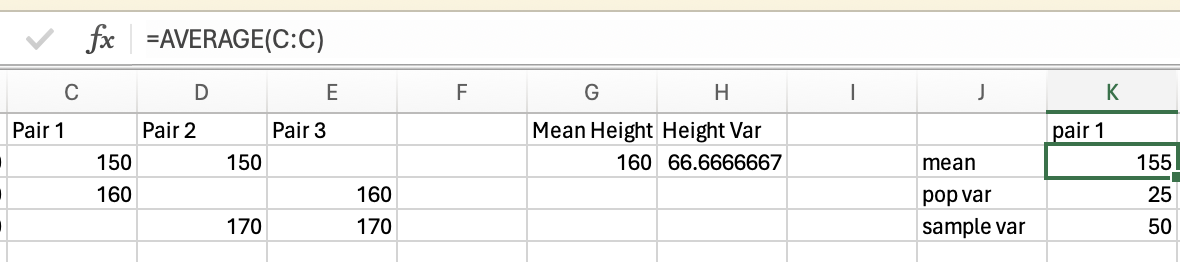 fx =AVERAGE(C:C)
C D E F G H I J K
Pair 1 Pair 2 Pair 3 Mean Height Height Var pair 1
150 150 160 66.6666667 mean 155
160 160 pop var 25
170 170 sample var 50